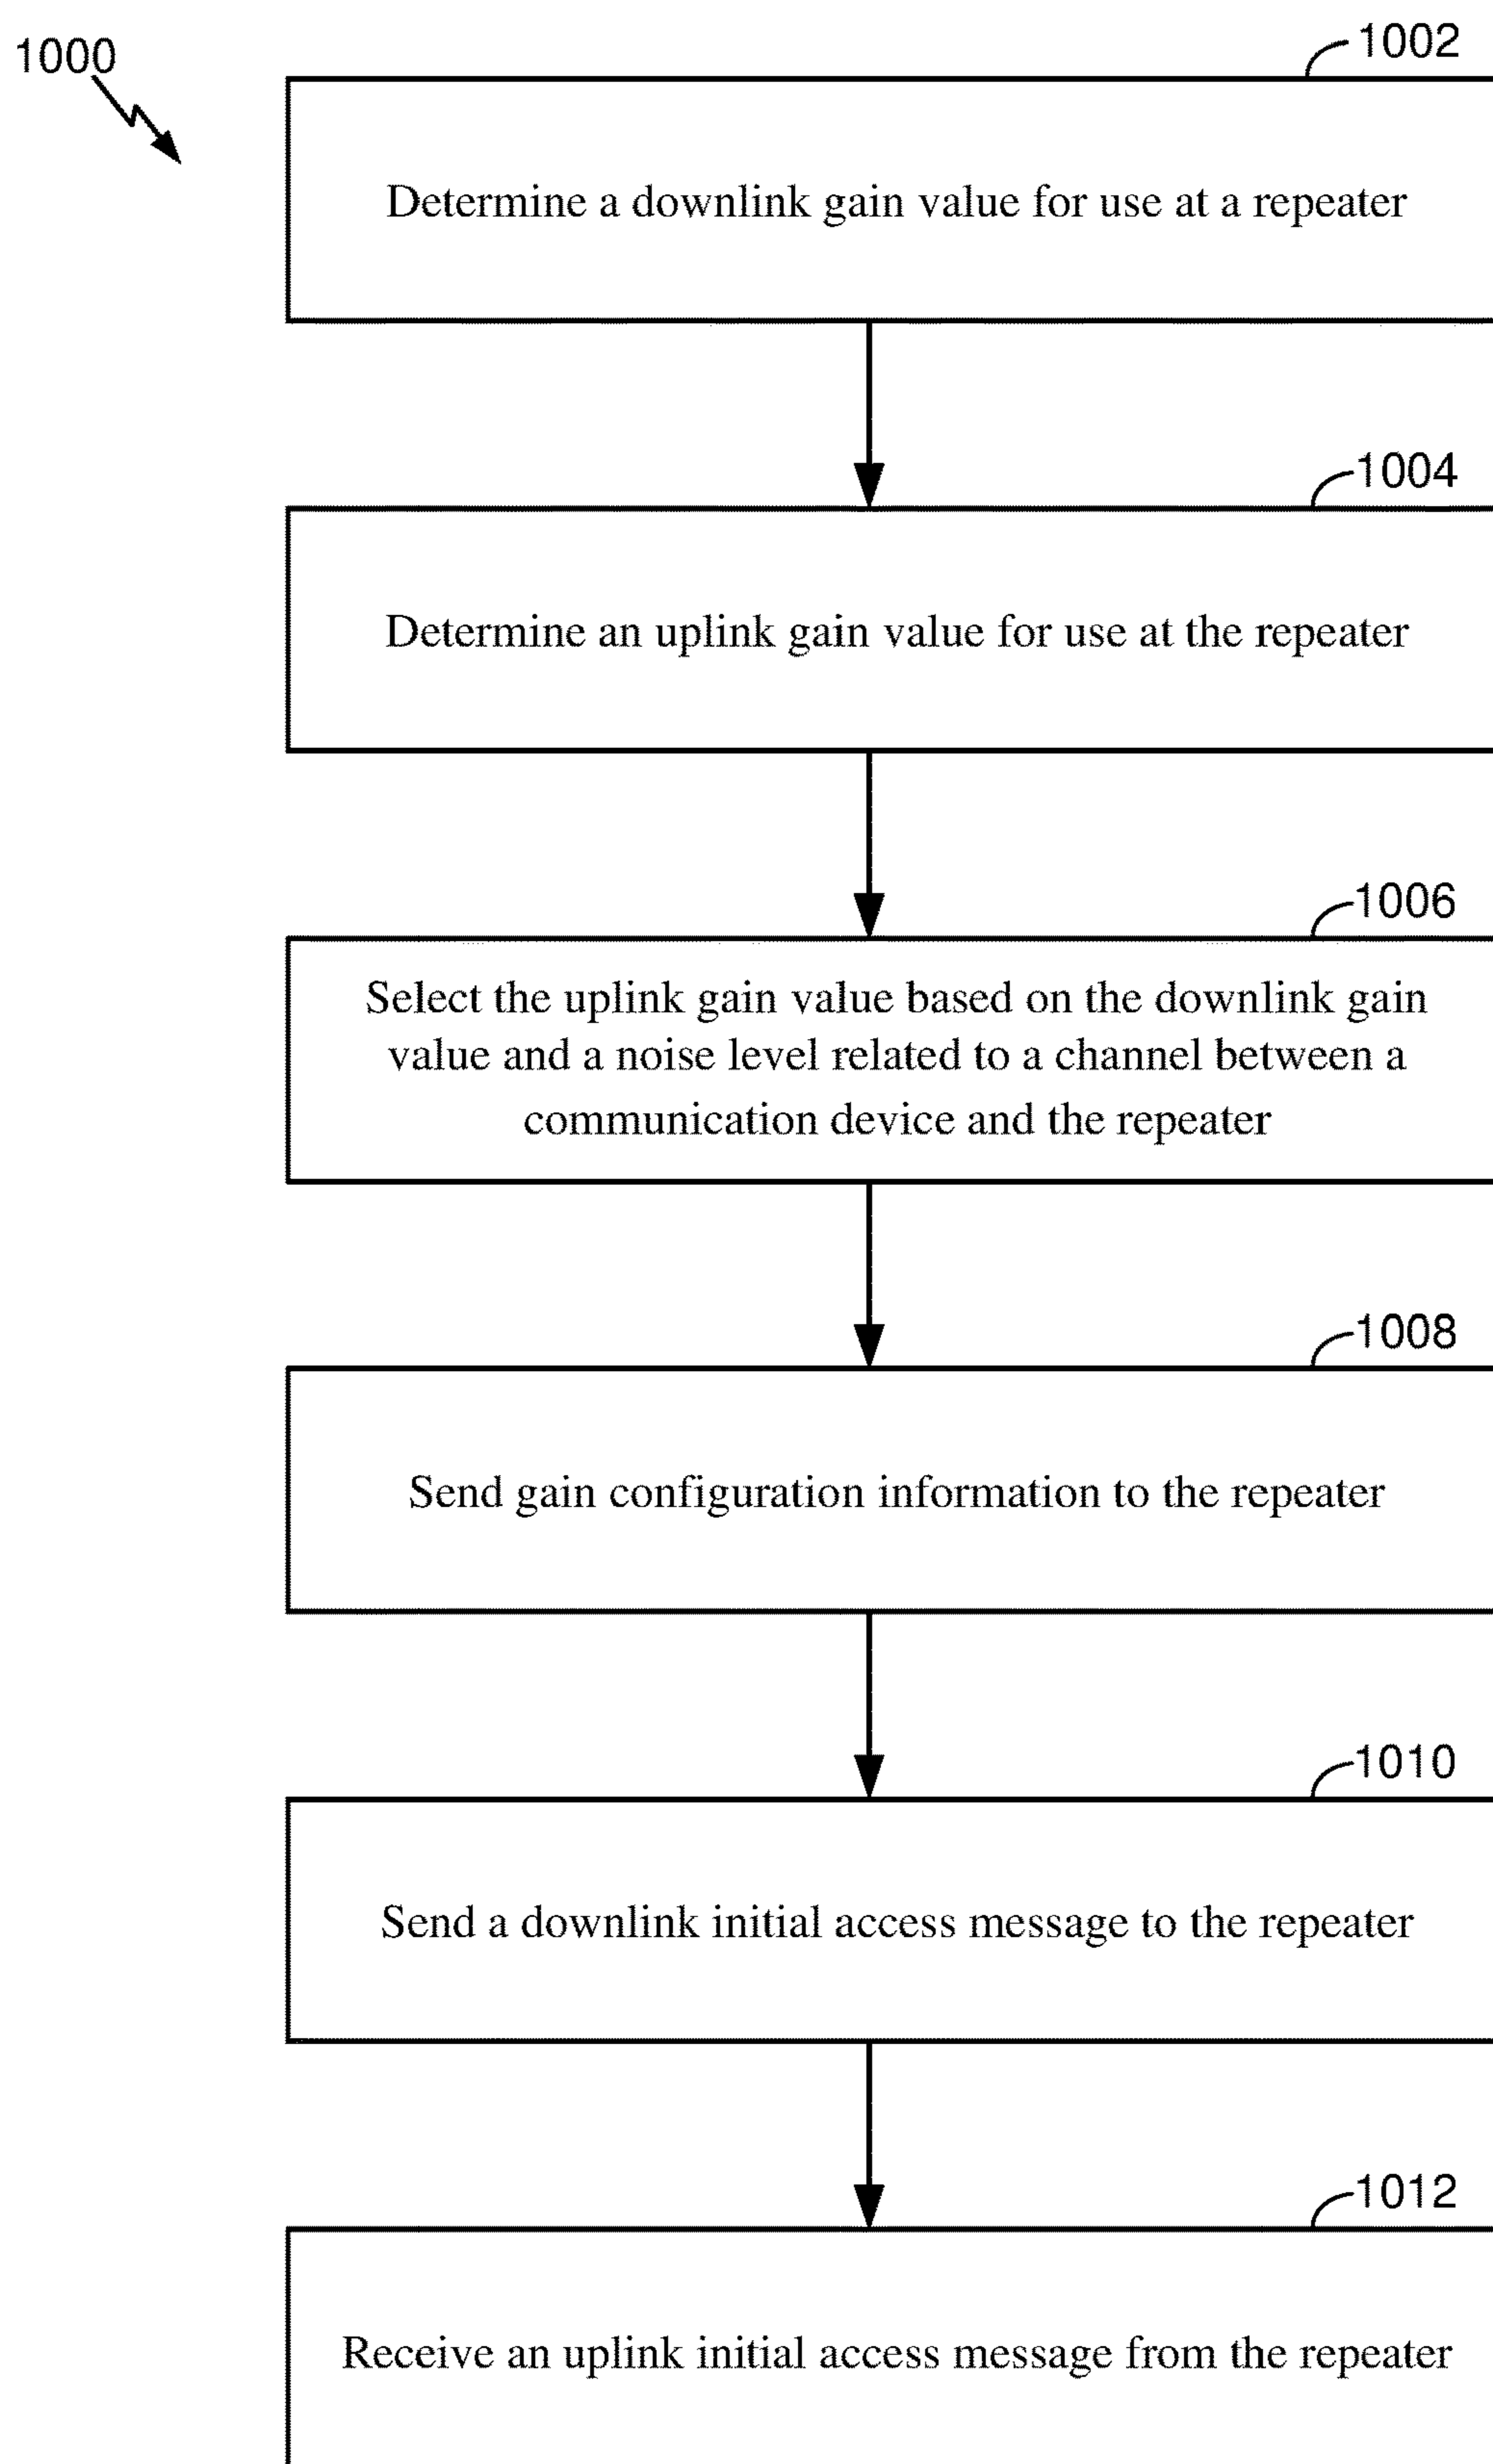 1000
1002
Determine a downlink gain value for use at a repeater
1004
Determine an uplink gain value for use at the repeater
1006
Select the uplink gain value based on the downlink gain
value and a noise level related to a channel between a
communication device and the repeater
1008
Send gain configuration information to the repeater
1010
Send a downlink initial access message to the repeater
1012
Receive an uplink initial access message from the repeater